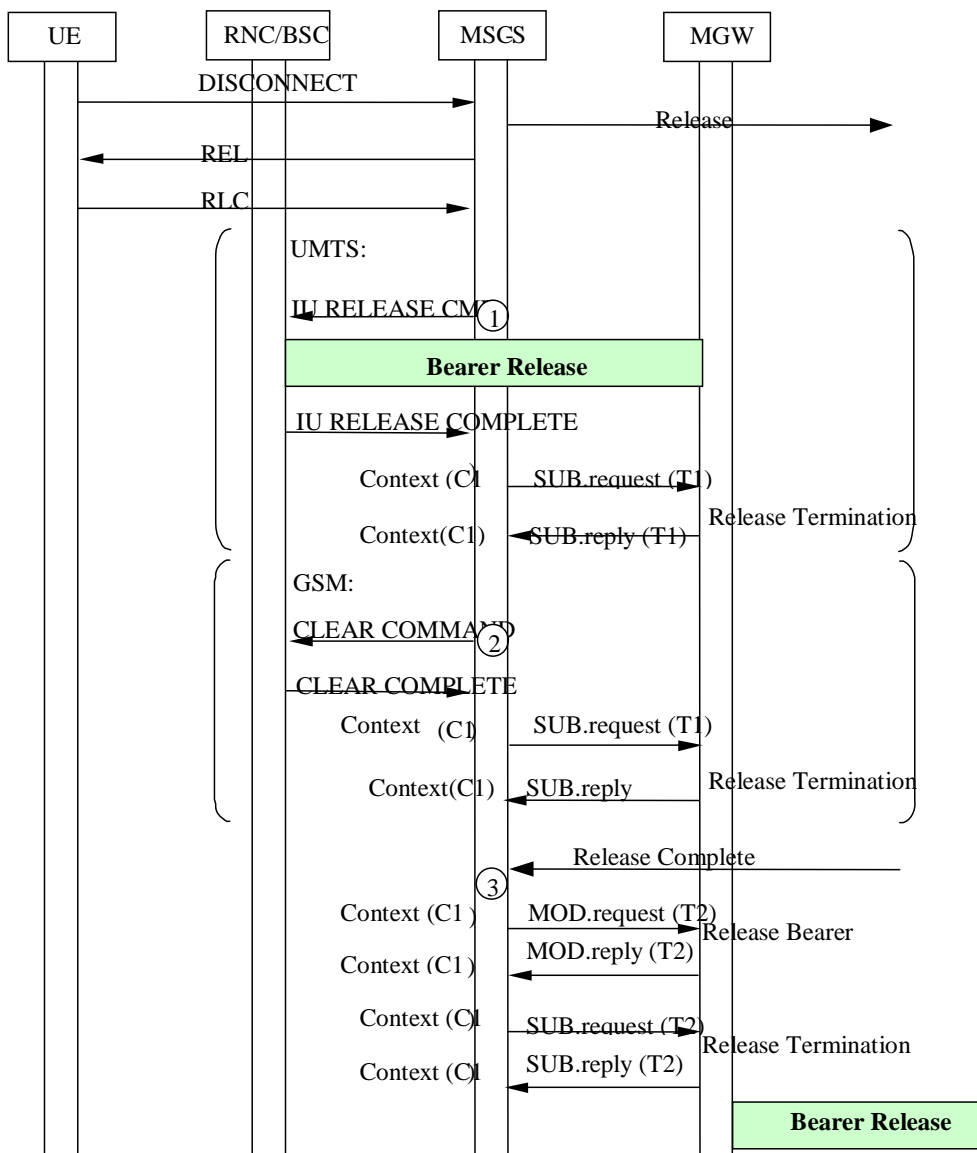 UE
RNC/BSC
MSC-S
MGW
DISCONNECT
Release
REL
RLC
UMTS:
IU RELEASE CMD
1
Bearer Release
IU RELEASE COMPLETE
Context (C1)
SUB.request (T1)
Release Termination
Context(C1)
SUB.reply (T1)
GSM:
CLEAR COMMAND
2
CLEAR COMPLETE
Context (C1)
SUB.request (T1)
Release Termination
Context(C1)
SUB.reply
Release Complete
3
Context (C1)
MOD.request (T2)
Release Bearer
Context (C1)
MOD.reply (T2)
Context (C1)
SUB.request (T2)
Release Termination
Context (C1)
SUB.reply (T2)
Bearer Release